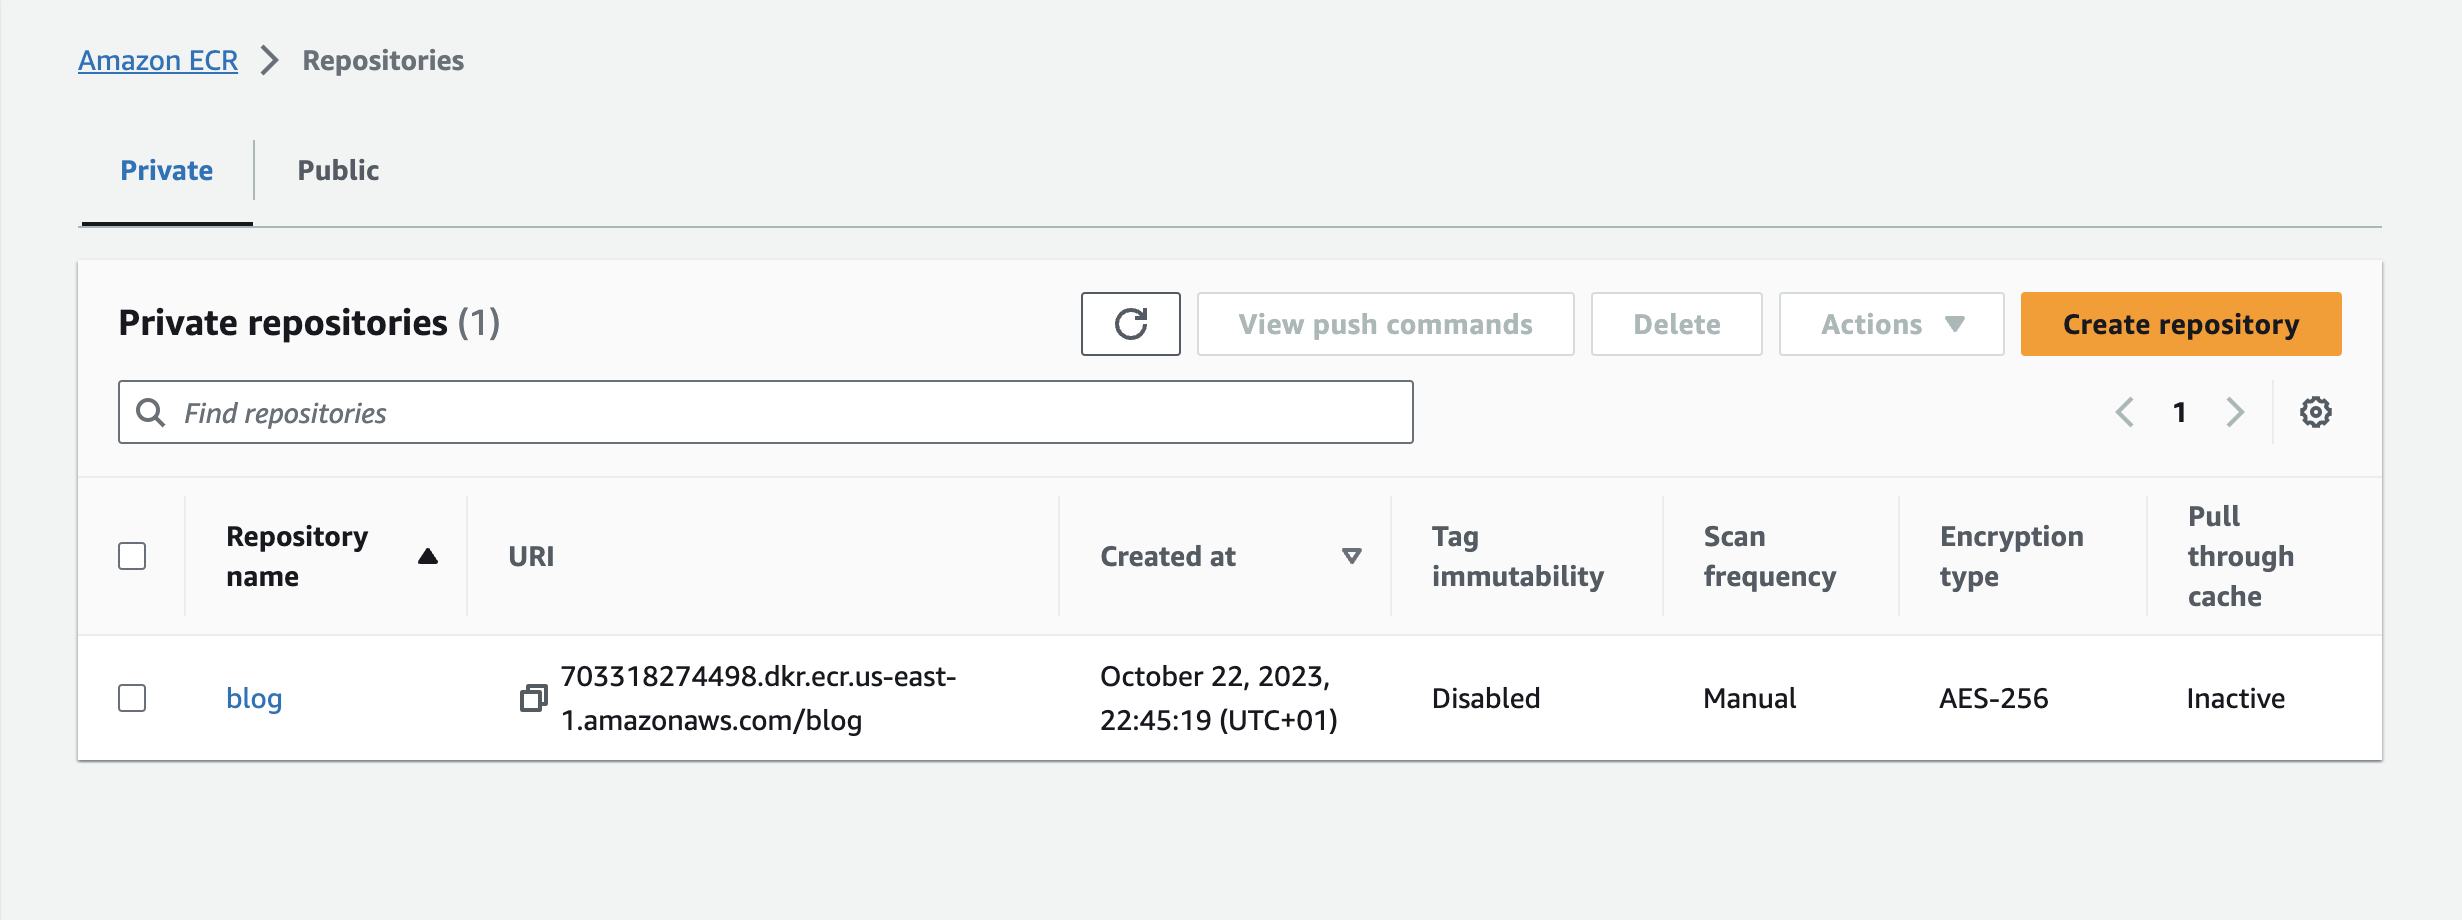 Amazon ECR > Repositories
Private
Public
Private repositories (1)
View push commands
Delete
Actions
Create repository
Find repositories
1
Repository
name
URI
Created at
Tag
immutability
Scan
frequency
Encryption
type
Pull
through
cache
blog
703318274498.dkr.ecr.us-east-
1.amazonaws.com/blog
October 22, 2023,
22:45:19 (UTC+01)
Disabled
Manual
AES-256
Inactive